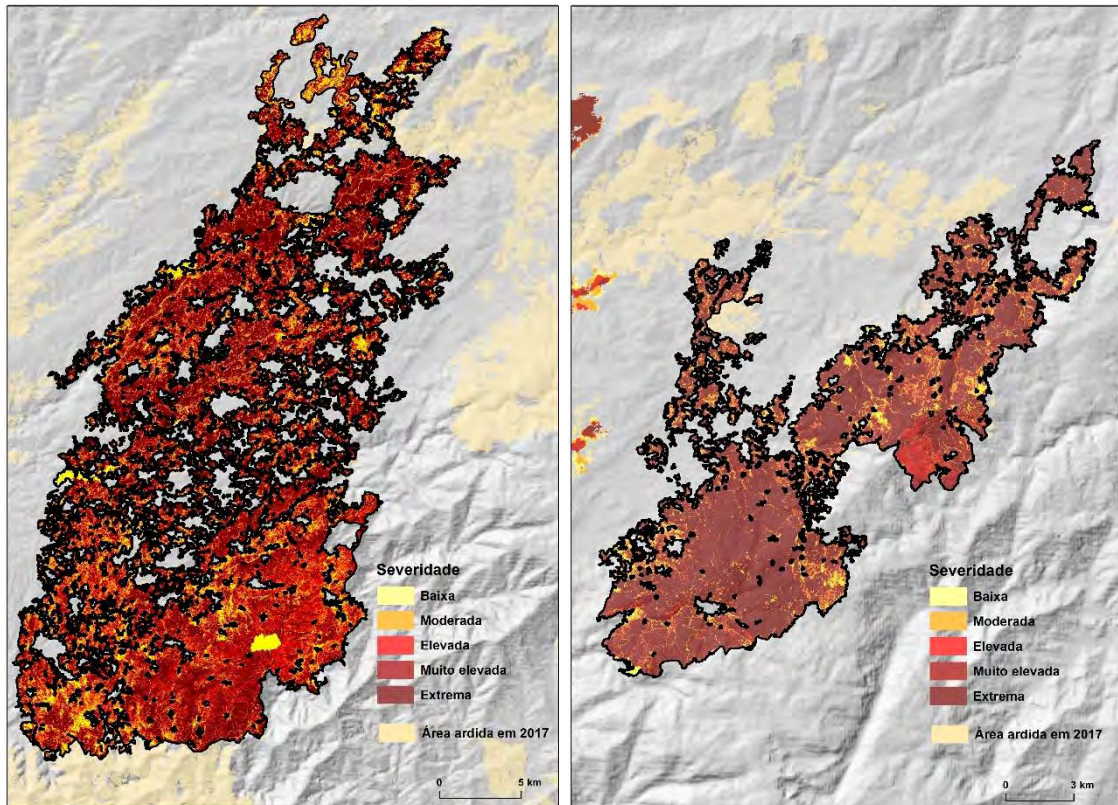 Severidade
Baixa
Moderada
Elevada
Muito elevada
Extrema
Área ardida em 2017
0 5 km
Severidade
Baixa
Moderada
Elevada
Muito elevada
Extrema
Área ardida em 2017
0 3 km